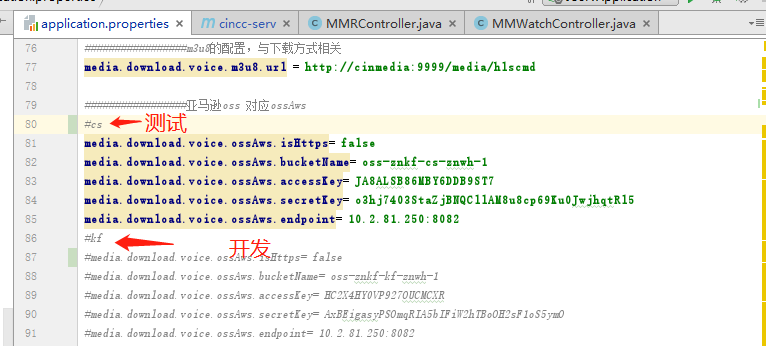 application.properties
cincc-serv
MMRController.java
MMWatchController.java
76 ##################m3u8的配置，与下载方式相关
77 media.download.voice.m3u8.url = http://cinmedia:9999/media/hlscmd
78
79 ##################亚马逊oss 对应ossAws
80 #cs 测试
81 media.download.voice.ossAws.isHttps= false
82 media.download.voice.ossAws.bucketName= oss-znkf-cs-znwh-1
83 media.download.voice.ossAws.accessKey= JA8ALSB86MBY6DDB9ST7
84 media.download.voice.ossAws.secretKey= o3hj7403StaZjBNQCllAM8u8cp69Ku0JwjhqtRl5
85 media.download.voice.ossAws.endpoint= 10.2.81.250:8082
86 #kf 开发
87 #media.download.voice.ossAws.isHttps= false
88 #media.download.voice.ossAws.bucketName= oss-znkf-kf-znwh-1
89 #media.download.voice.ossAws.accessKey= HC2X4HY0VP927OUCMCXR
90 #media.download.voice.ossAws.secretKey= AxBEigasyPSOmqRIA5bIFiW2hTBoOH2sF1oS5ymO
91 #media.download.voice.ossAws.endpoint= 10.2.81.250:8082